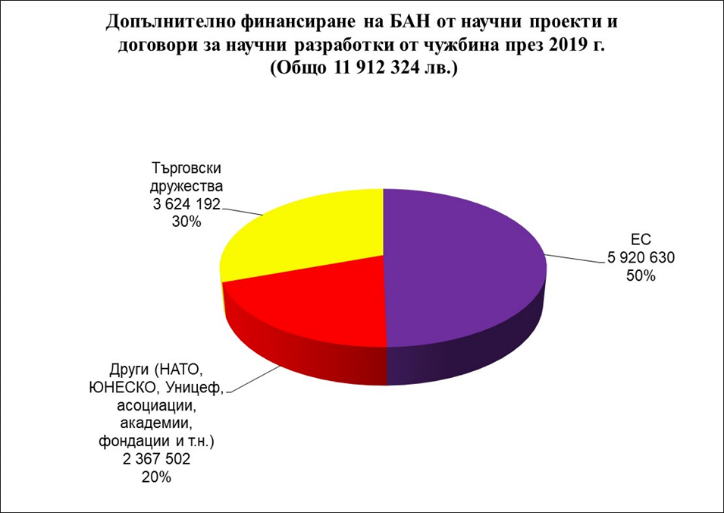 Допълнително финансиране на БАН от научни проекти и
договори за научни разработки от чужбина през 2019 г.
(Общо 11 912 324 лв.)
Търговски
дружества
3 624 192
30%
ЕС
5 920 630
50%
Други (НАТО,
ЮНЕСКО, Уницеф,
асоциации,
академии,
фондации и т.н.)
2 367 502
20%